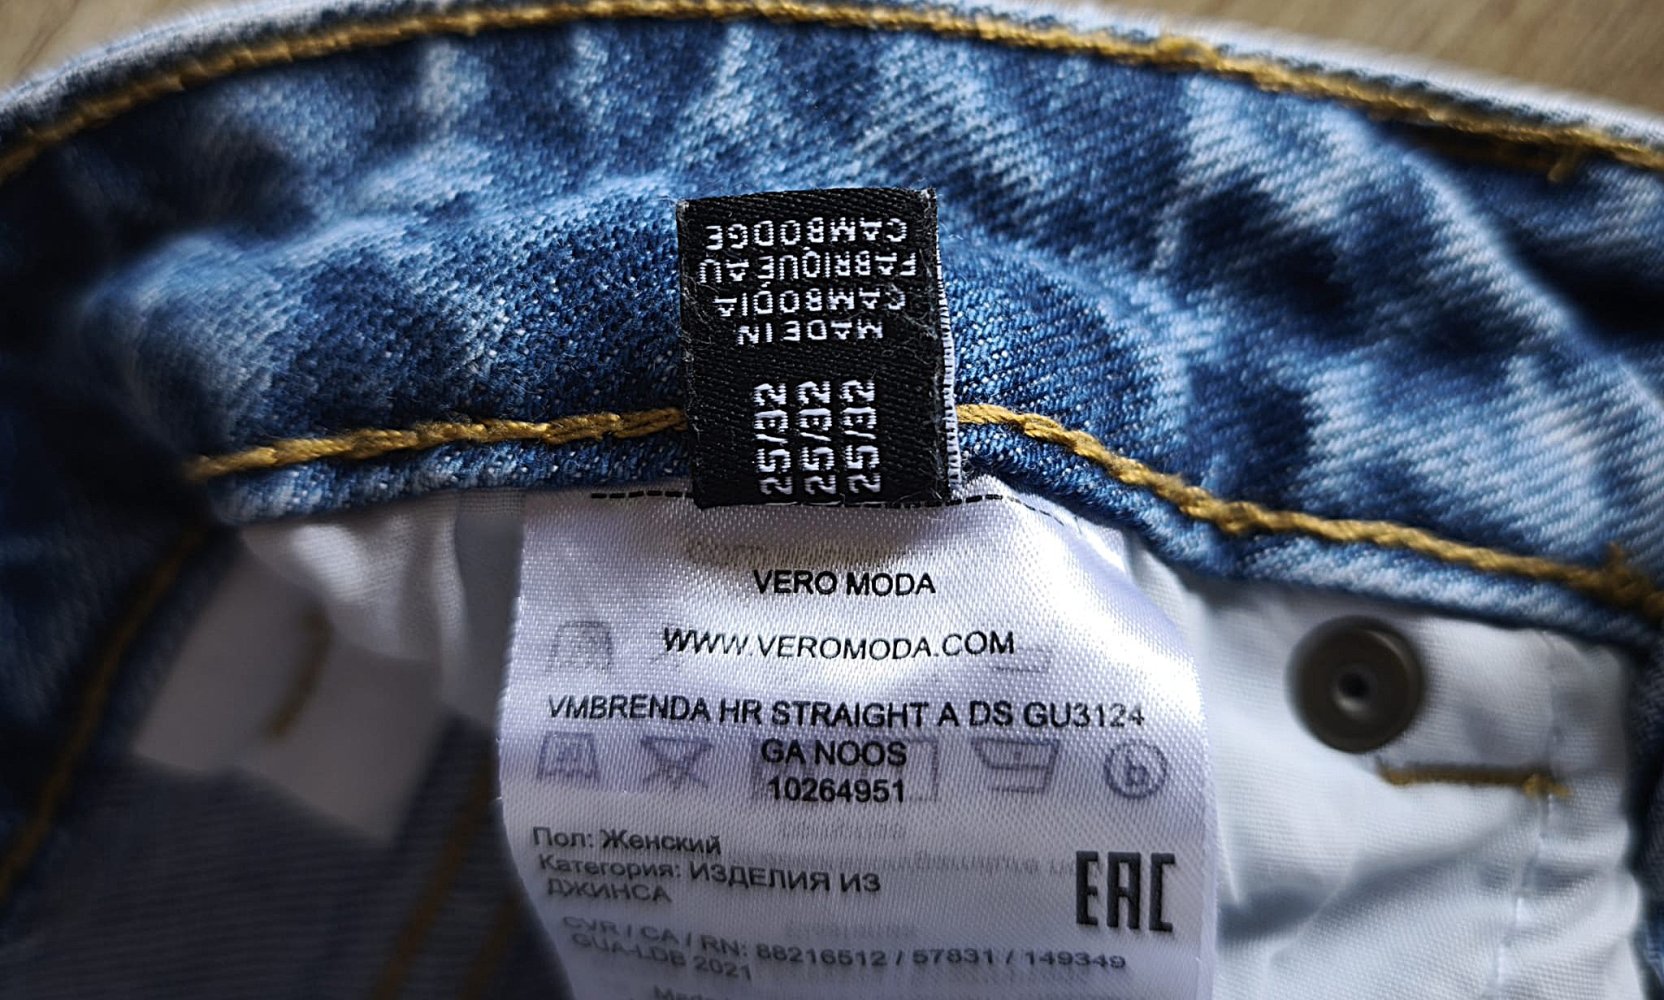 MADE IN
CAMBODIA
FABRIQUÉ AU
CAMBODGE
25/32
25/32
25/32
VERO MODA
WWW.VEROMODA.COM
VMBRENDA HR STRAIGHT A DS GU3124
GA NOOS
10264951
Пол: Женский
Категория: ИЗДЕЛИЯ ИЗ
ДЖИНСА
EAC
CVR / CA / RN: 88216512 / 57831 / 149349
GUA-LDB 2021